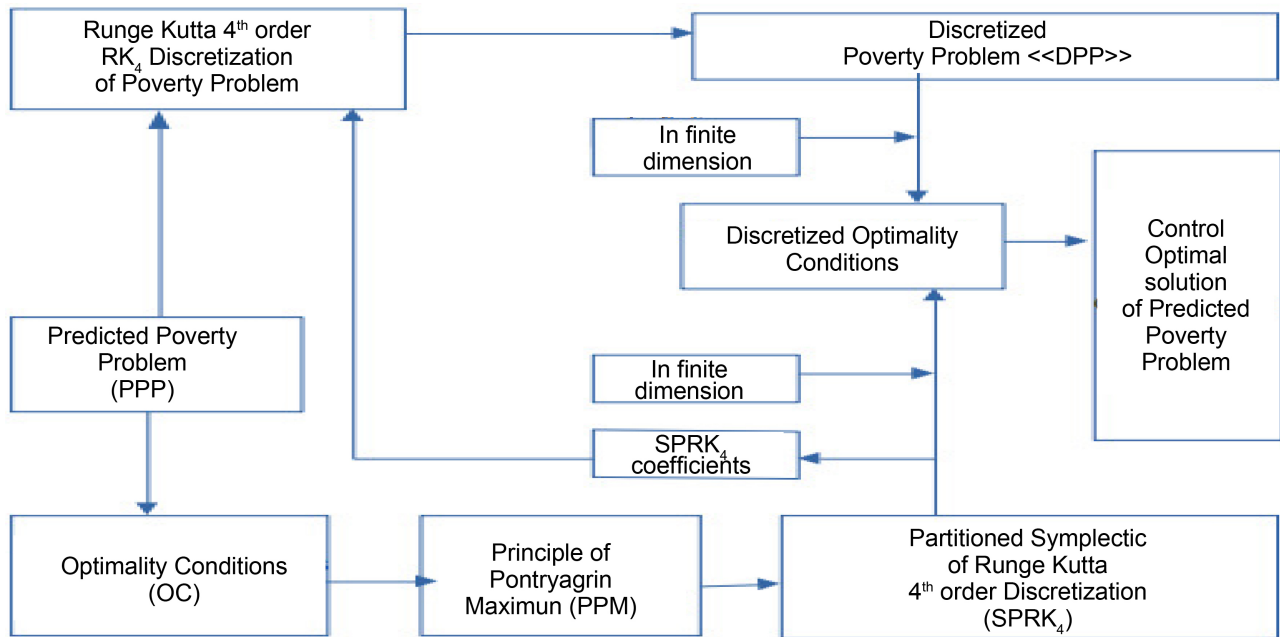 Runge Kutta 4th order
RK4 Discretization
of Poverty Problem
Discretized
Poverty Problem <<DPP>>
In finite
dimension
Discretized Optimality
Conditions
Control
Optimal
solution
of Predicted
Poverty
Problem
Predicted Poverty
Problem
(PPP)
In finite
dimension
SPRK4
coefficients
Optimality Conditions
(OC)
Principle of
Pontryagrin
Maximun (PPM)
Partitioned Symplectic
of Runge Kutta
4th order Discretization
(SPRK4)